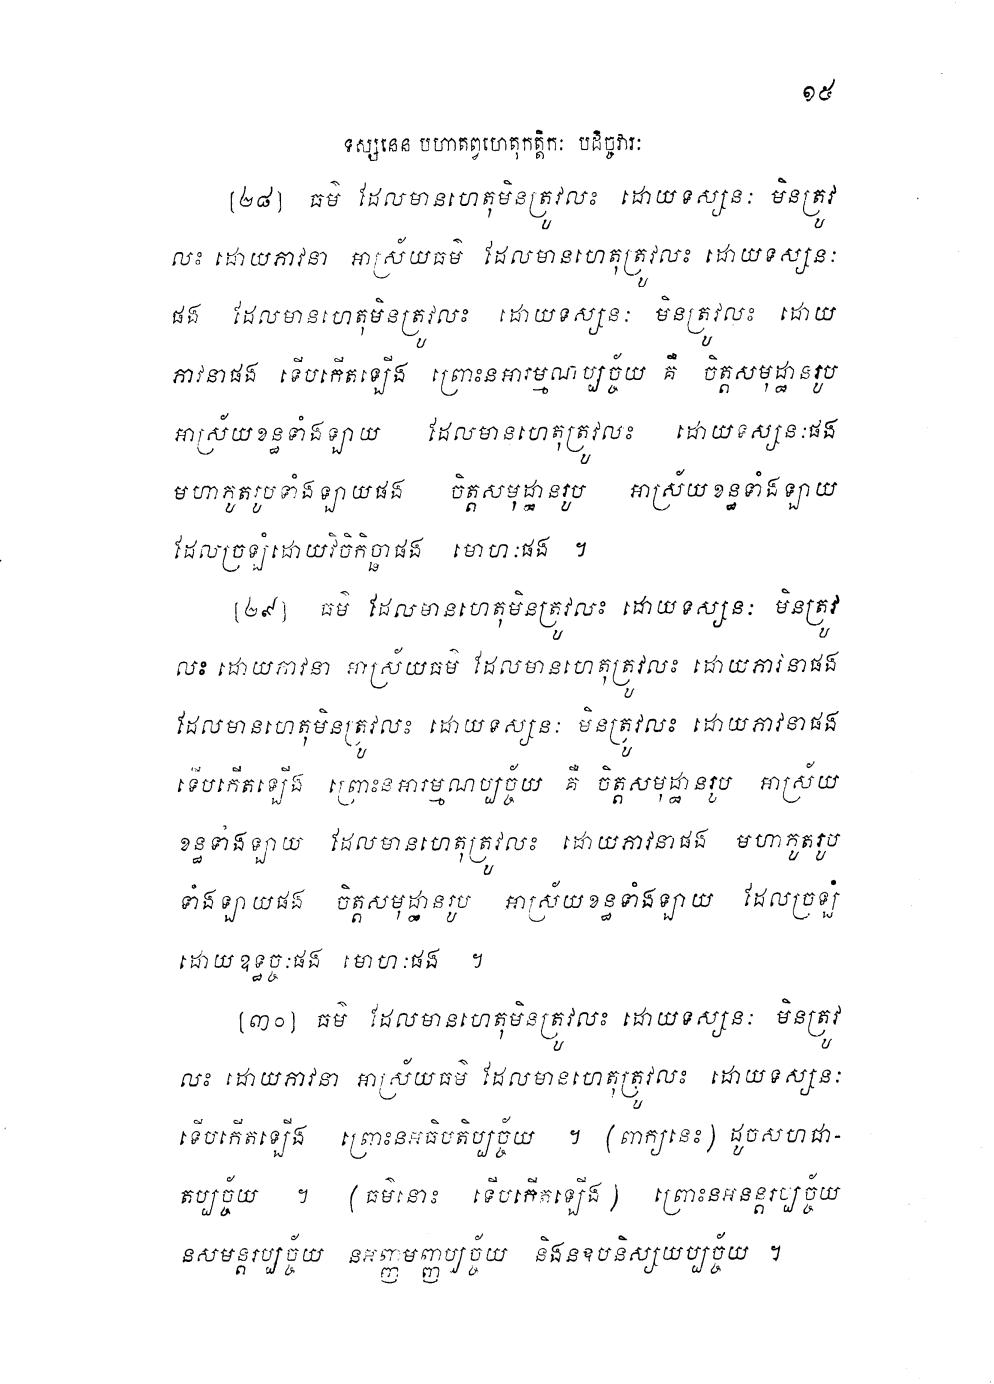 ១៥
ទស្សនេន បហាតព្វហេតុកត្តិកៈ បដិច្ចវារៈ
[២៨] ធម៌ ដែលមានហេតុមិនត្រូវលះ ដោយទស្សនៈ មិនត្រូវ
លះ ដោយភាវនា អាស្រ័យធម៌ ដែលមានហេតុត្រូវលះ ដោយទស្សនៈ
ផង ដែលមានហេតុមិនត្រូវលះ ដោយទស្សនៈ មិនត្រូវលះ ដោយ
ភាវនាផង ទើបកើតឡើង ព្រោះនអារម្មណប្បច្ច័យ គឺ ចិត្តសមុដ្ឋានរូប
អាស្រ័យខន្ធទាំងឡាយ ដែលមានហេតុត្រូវលះ ដោយទស្សនៈផង
មហាភូតរូបទាំងឡាយផង ចិត្តសមុដ្ឋានរូប អាស្រ័យខន្ធទាំងឡាយ
ដែលច្រឡំដោយវិចិកិច្ឆាផង មោហៈផង ។
[២៩] ធម៌ ដែលមានហេតុមិនត្រូវលះ ដោយទស្សនៈ មិនត្រូវ
លះ ដោយភាវនា អាស្រ័យធម៌ ដែលមានហេតុត្រូវលះ ដោយភាវនាផង
ដែលមានហេតុមិនត្រូវលះ ដោយទស្សនៈ មិនត្រូវលះ ដោយភាវនាផង
ទើបកើតឡើង ព្រោះនអារម្មណប្បច្ច័យ គឺ ចិត្តសមុដ្ឋានរូប អាស្រ័យ
ខន្ធទាំងឡាយ ដែលមានហេតុត្រូវលះ ដោយភាវនាផង មហាភូតរូប
ទាំងឡាយផង ចិត្តសមុដ្ឋានរូប អាស្រ័យខន្ធទាំងឡាយ ដែលច្រឡំ
ដោយឧទ្ធច្ចៈផង មោហៈផង ។
[៣០] ធម៌ ដែលមានហេតុមិនត្រូវលះ ដោយទស្សនៈ មិនត្រូវ
លះ ដោយភាវនា អាស្រ័យធម៌ ដែលមានហេតុត្រូវលះ ដោយទស្សនៈ
ទើបកើតឡើង ព្រោះនអធិបតិប្បច្ច័យ ។ (ពាក្យនេះ) ដូចសហជា-
តប្បច្ច័យ ។ (ធម៌នោះ ទើបកើតឡើង) ព្រោះនអនន្តរប្បច្ច័យ
នសមន្តរប្បច្ច័យ នអញ្ញមញ្ញប្បច្ច័យ និងនឧបនិស្សយប្បច្ច័យ ។